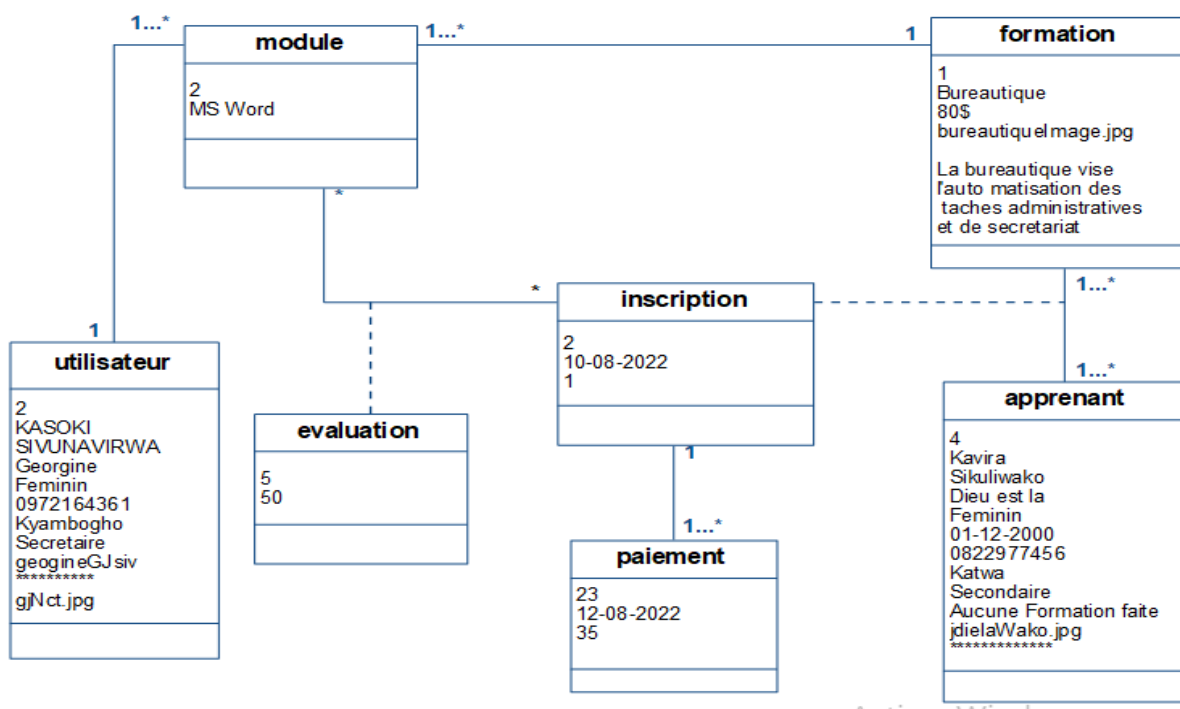 1...*
module
2
MS Word
1...*
1
formation
1
Bureautique
80$
bureautiqueImage.jpg
La bureautique vise
l'auto matisation des
taches administratives
et de secretariat
*
*
inscription
2
10-08-2022
1
1...*
1...*
1
utilisateur
2
KASOKI
SIVUNAVIRWA
Georgine
Feminin
0972164361
Kyambogho
Secretaire
geogineGJsiv
**********
gjNct.jpg
evaluation
5
50
1
1...*
paiement
23
12-08-2022
35
apprenant
4
Kavira
Sikuliwako
Dieu est la
Feminin
01-12-2000
0822977456
Katwa
Secondaire
Aucune Formation faite
jdielaWako.jpg
*************